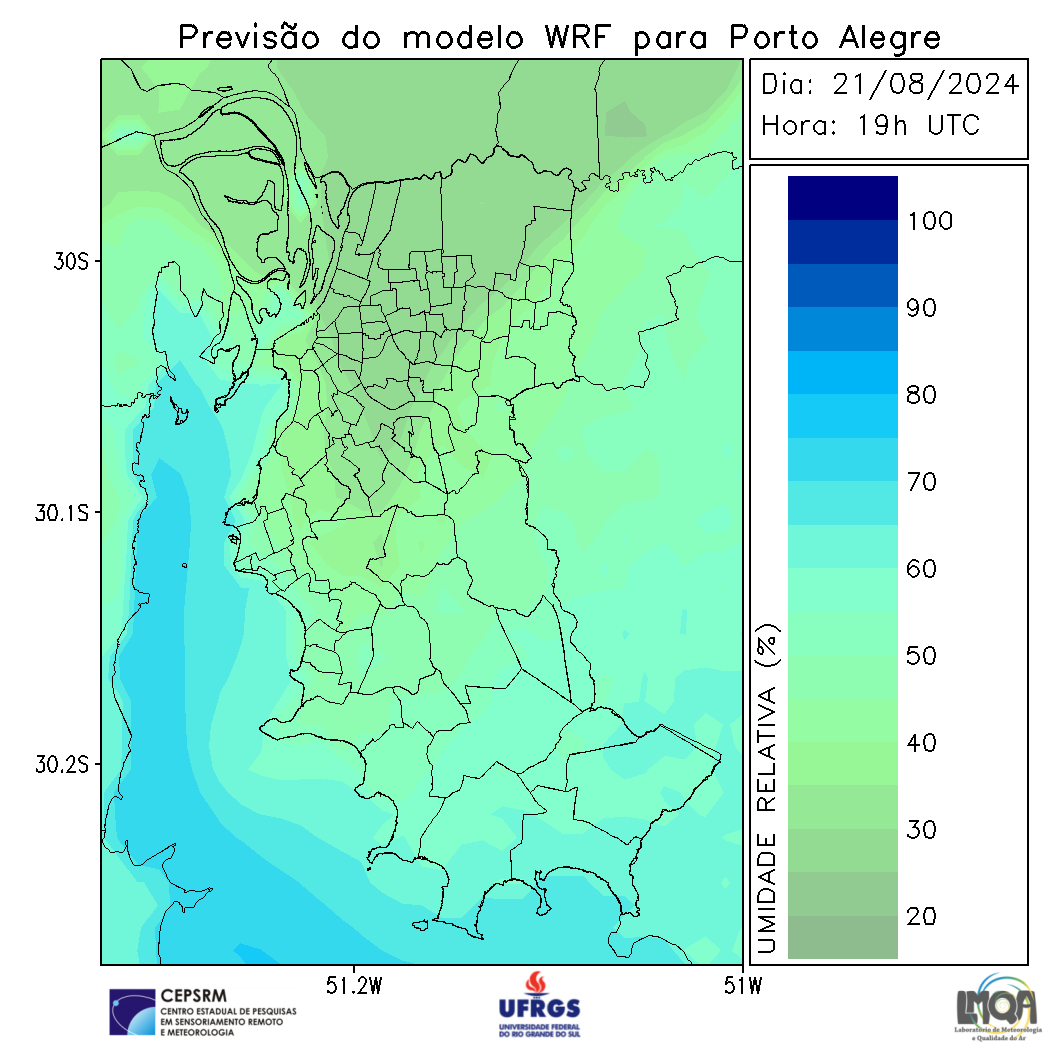 Previsão do modelo WRF para Porto Alegre
Dia: 21/08/2024
Hora: 19h UTC
30S
30.1S
30.2S
51.2W
51W
100
90
80
70
60
50
40
30
20
UMIDADE RELATIVA (%)
CEPSRM
CENTRO ESTADUAL DE PESQUISAS
EM SENSORIAMENTO REMOTO
E METEOROLOGIA
UFRGS
UNIVERSIDADE FEDERAL
DO RIO GRANDE DO SUL
LMQA
Laboratório de Meteorologia
e Qualidade do Ar